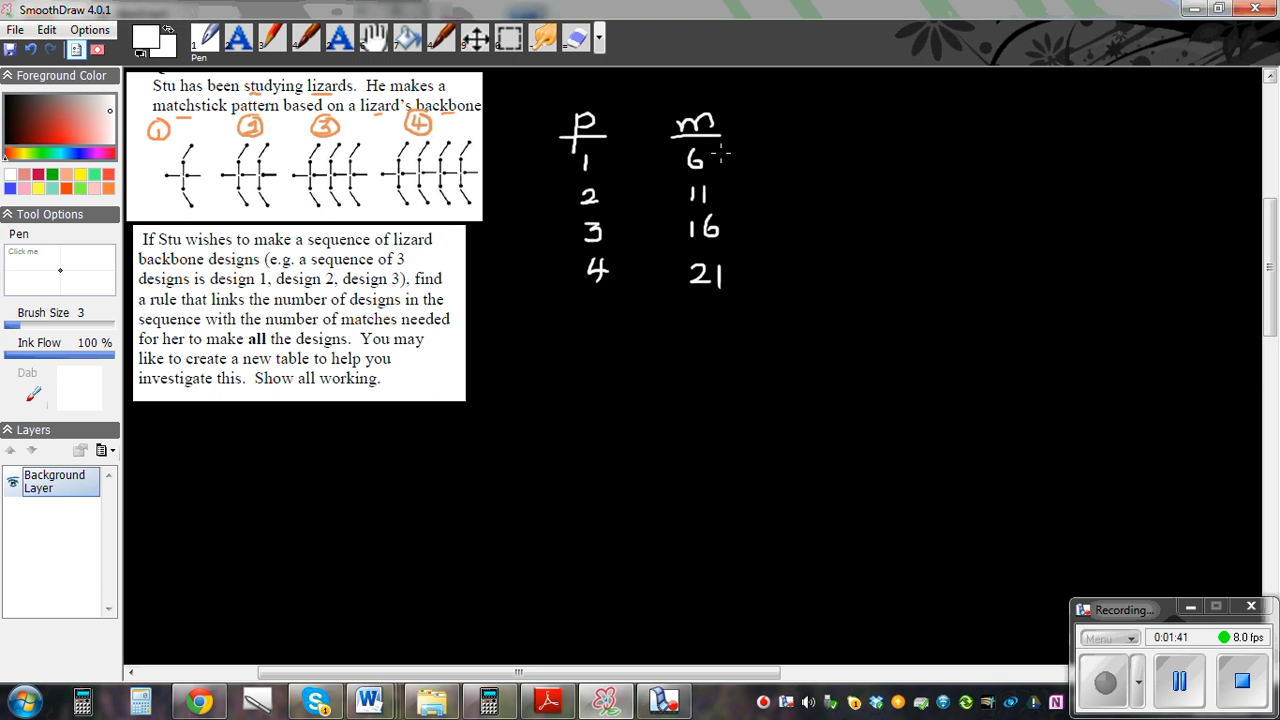 SmoothDraw 4.0.1
File Edit Options
Pen
Foreground Color
Tool Options
Pen
Click me
Brush Size 3
Ink Flow 100 %
Dab
Layers
Background
Layer
Stu has been studying lizards. He makes a
matchstick pattern based on a lizard's backbone
1 2 3 4
If Stu wishes to make a sequence of lizard
backbone designs (e.g. a sequence of 3
designs is design 1, design 2, design 3), find
a rule that links the number of designs in the
sequence with the number of matches needed
for her to make all the designs. You may
like to create a new table to help you
investigate this. Show all working.
P m
1 6
2 11
3 16
4 21
Recording...
Menu 0:01:41 8.0 fps